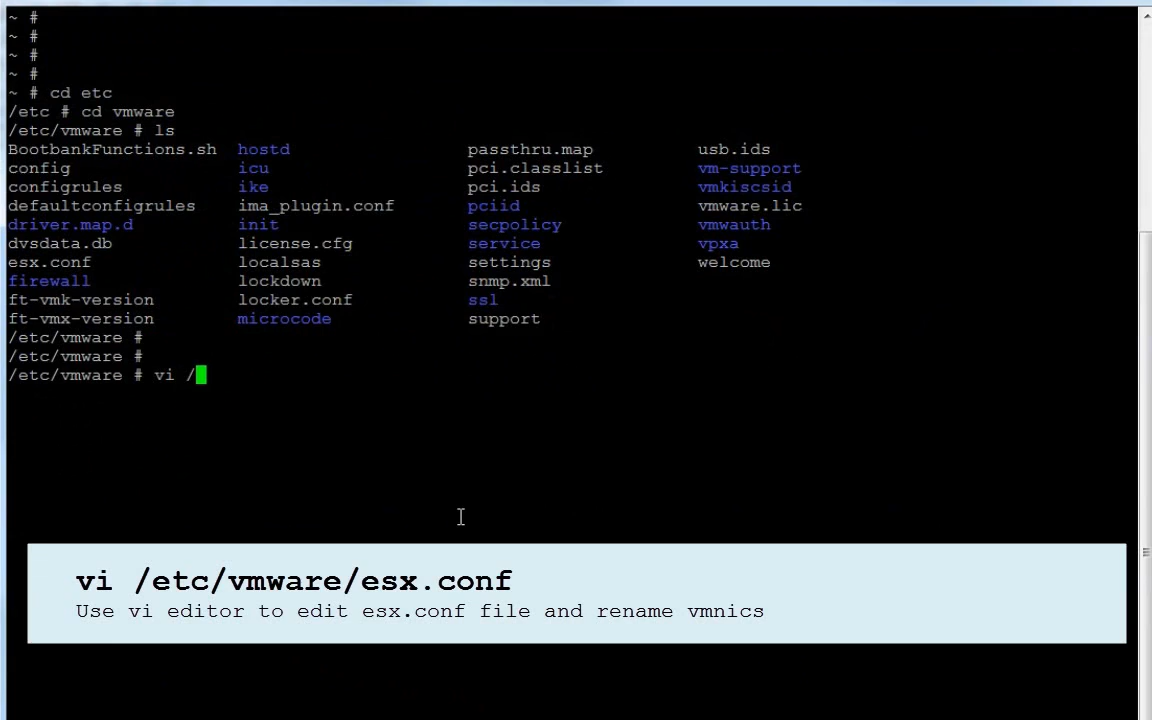 ~ #
~ #
~ #
~ #
~ # cd etc
/etc # cd vmware
/etc/vmware # ls
BootbankFunctions.sh hostd passthru.map usb.ids
config icu pci.classlist vm-support
configrules ike pci.ids vmkiscsid
defaultconfigrules ima_plugin.conf pciid vmware.lic
driver.map.d init secpolicy vmwauth
dvsdata.db license.cfg service vpxa
esx.conf localsas settings welcome
firewall lockdown snmp.xml
ft-vmk-version locker.conf ssl
ft-vmx-version microcode support
/etc/vmware #
/etc/vmware #
/etc/vmware # vi /
vi /etc/vmware/esx.conf
Use vi editor to edit esx.conf file and rename vmnics